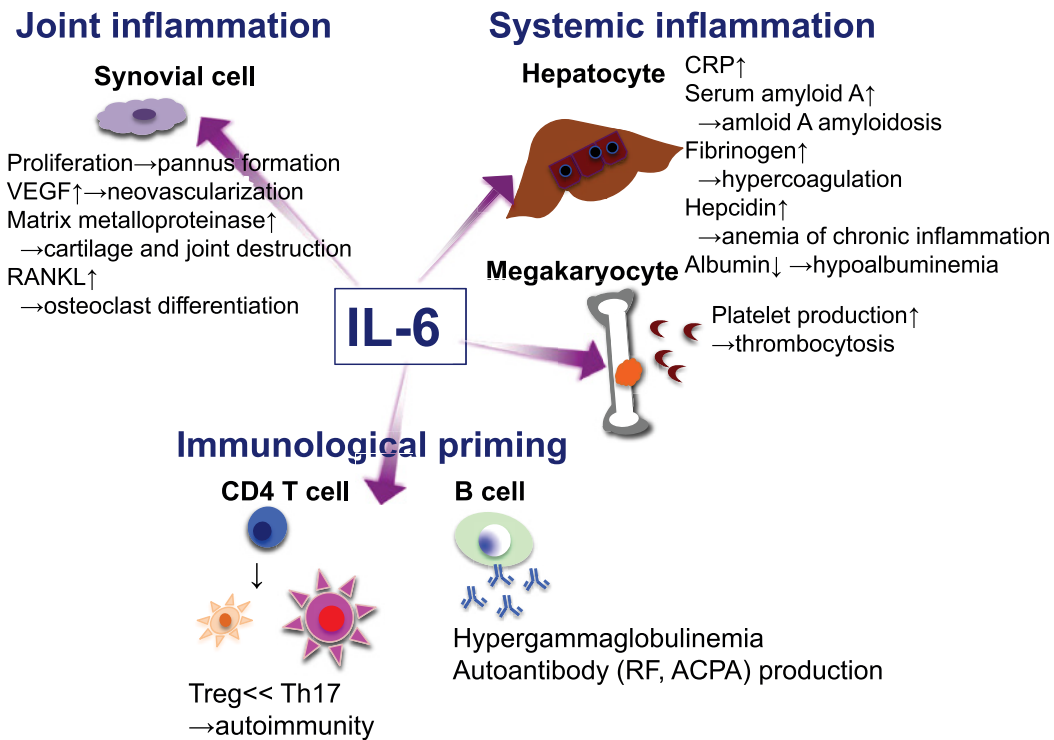 Joint inflammation
Synovial cell
Proliferation→pannus formation
VEGF↑→neovascularization
Matrix metalloproteinase↑
→cartilage and joint destruction
RANKL↑
→osteoclast differentiation
Systemic inflammation
Hepatocyte
CRP↑
Serum amyloid A↑
→amloid A amyloidosis
Fibrinogen↑
→hypercoagulation
Hepcidin↑
→anemia of chronic inflammation
Albumin↓ →hypoalbuminemia
Megakaryocyte
Platelet production↑
→thrombocytosis
IL-6
Immunological priming
CD4 T cell
↓
Treg<< Th17
→autoimmunity
B cell
Hypergammaglobulinemia
Autoantibody (RF, ACPA) production